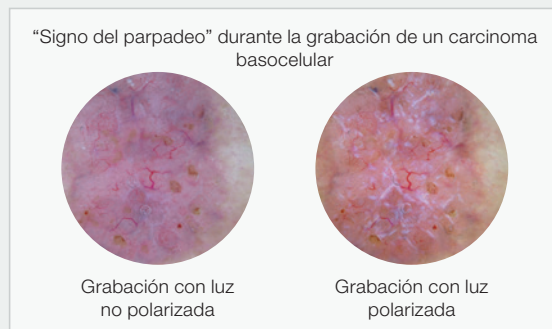 “Signo del parpadeo” durante la grabación de un carcinoma
basocelular
Grabación con luz
no polarizada
Grabación con luz
polarizada